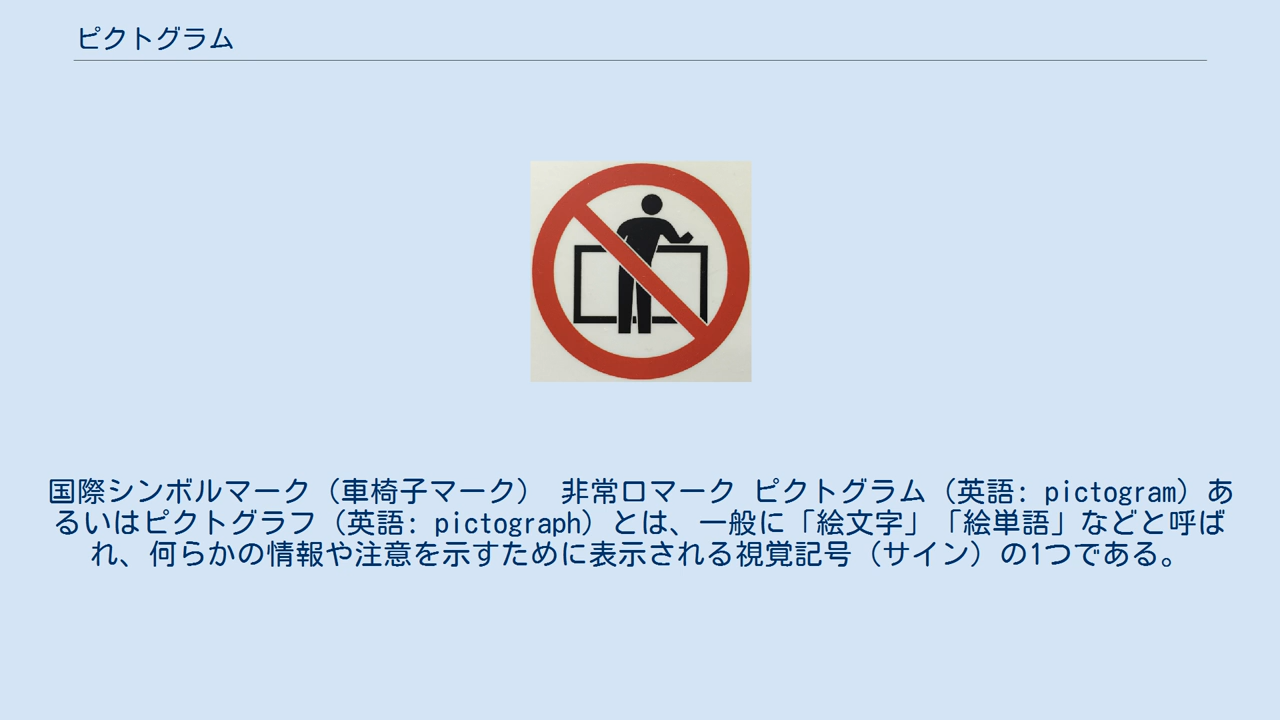 ピクトグラム
国際シンボルマーク（車椅子マーク） 非常口マーク ピクトグラム（英語: pictogram）あ
るいはピクトグラフ（英語: pictograph）とは、一般に「絵文字」「絵単語」などと呼ば
れ、何らかの情報や注意を示すために表示される視覚記号（サイン）の1つである。